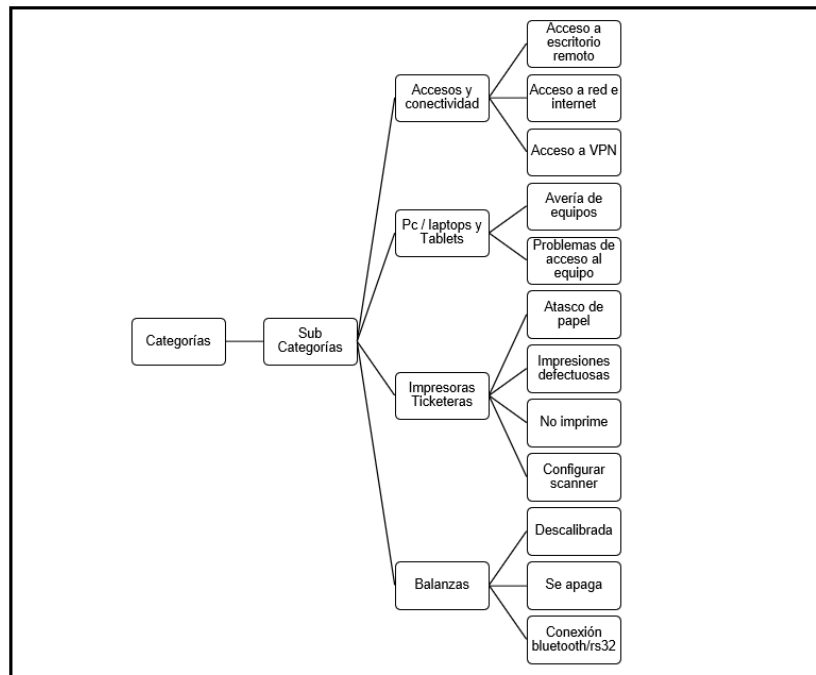 Acceso a
escritorio
remoto
Accesos y
conectividad
Acceso a red e
internet
Acceso a VPN
Avería de
equipos
Pc / laptops y
Tablets
Problemas de
acceso al
equipo
Categorías
Sub
Categorías
Atasco de
papel
Impresiones
defectuosas
Impresoras
Ticketeras
No imprime
Configurar
scanner
Descalibrada
Balanzas
Se apaga
Conexión
bluetooth/rs32